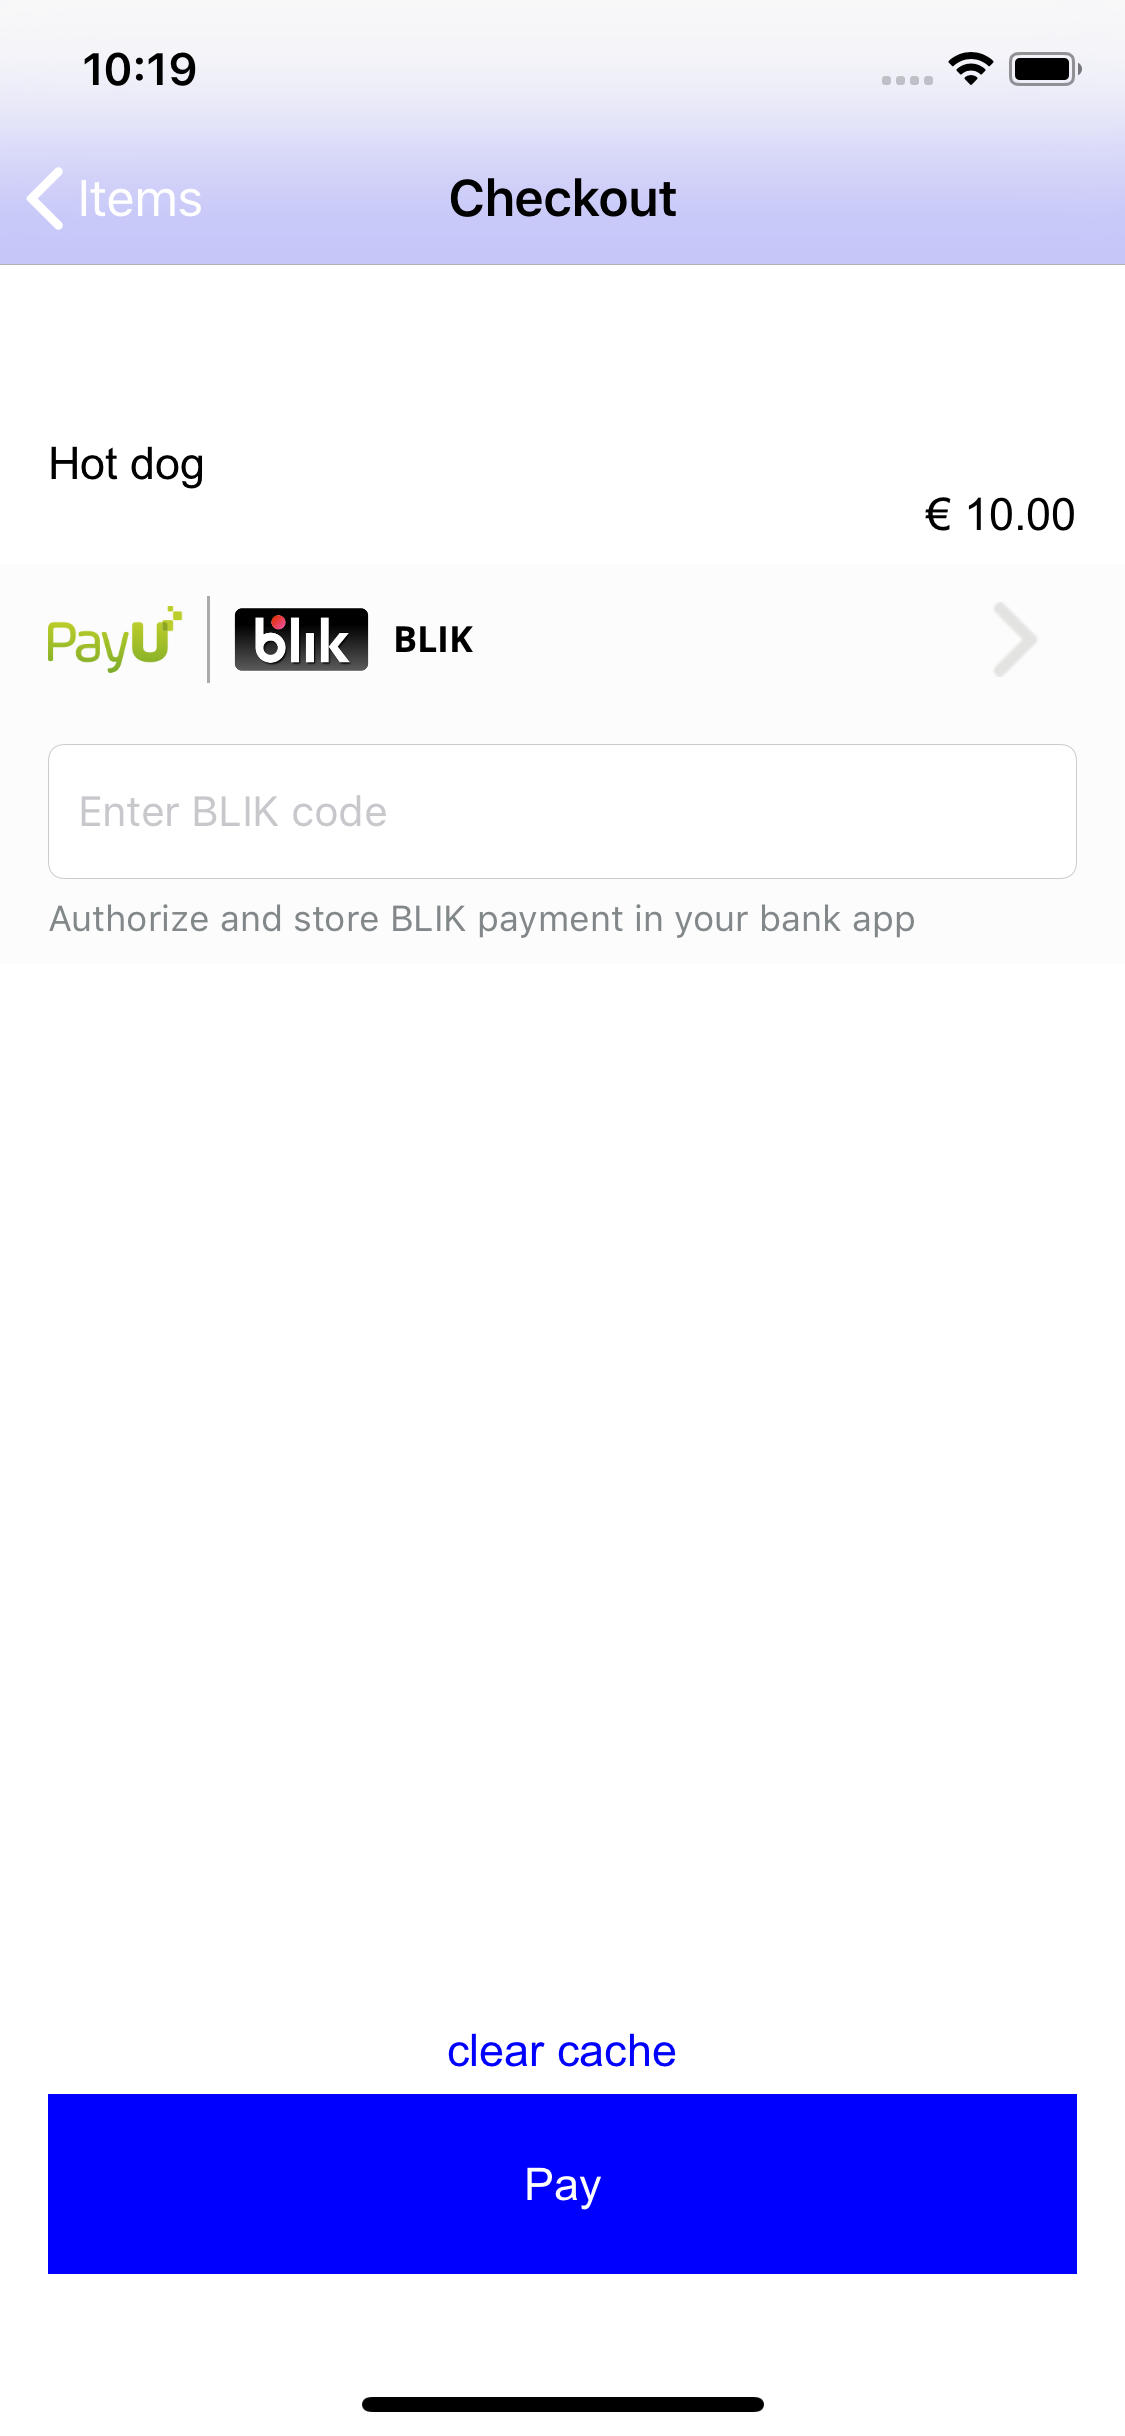 10:19
Items
Checkout
Hot dog
€ 10.00
PayU
blik
BLIK
Enter BLIK code
Authorize and store BLIK payment in your bank app
clear cache
Pay